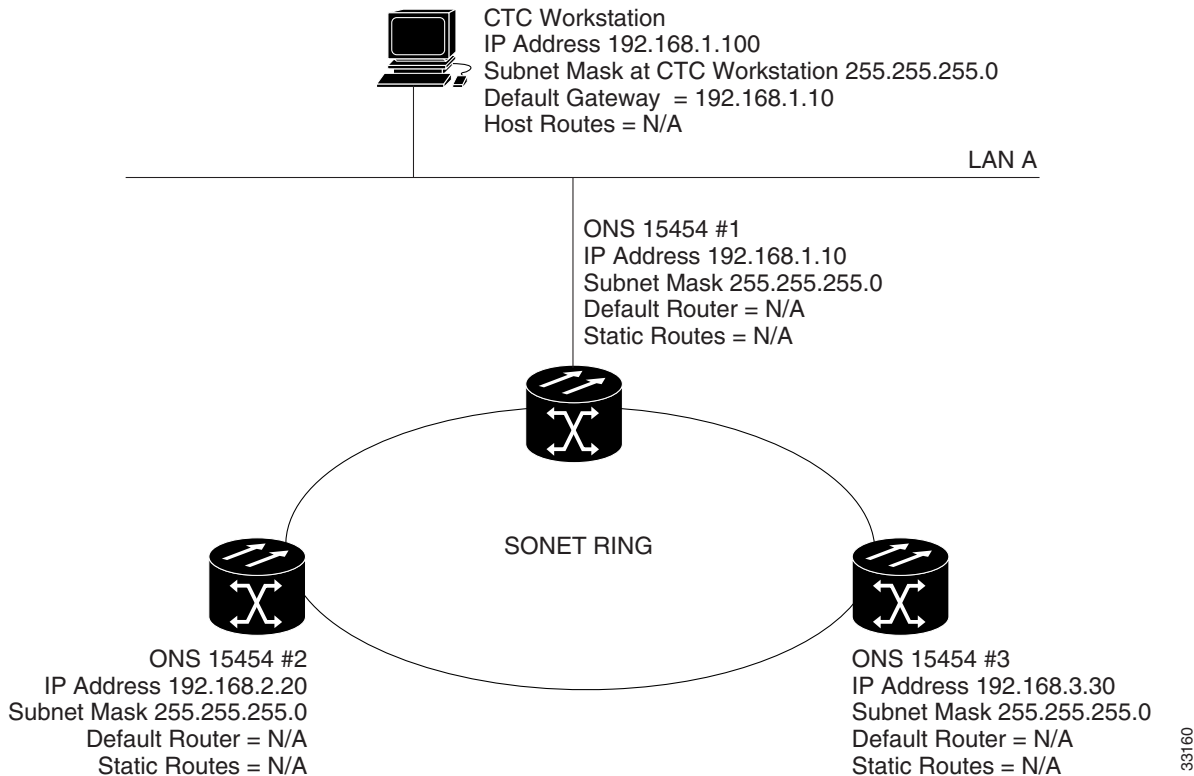 CTC Workstation
IP Address 192.168.1.100
Subnet Mask at CTC Workstation 255.255.255.0
Default Gateway = 192.168.1.10
Host Routes = N/A
LAN A
ONS 15454 #1
IP Address 192.168.1.10
Subnet Mask 255.255.255.0
Default Router = N/A
Static Routes = N/A
SONET RING
ONS 15454 #2
IP Address 192.168.2.20
Subnet Mask 255.255.255.0
Default Router = N/A
Static Routes = N/A
ONS 15454 #3
IP Address 192.168.3.30
Subnet Mask 255.255.255.0
Default Router = N/A
Static Routes = N/A
33160